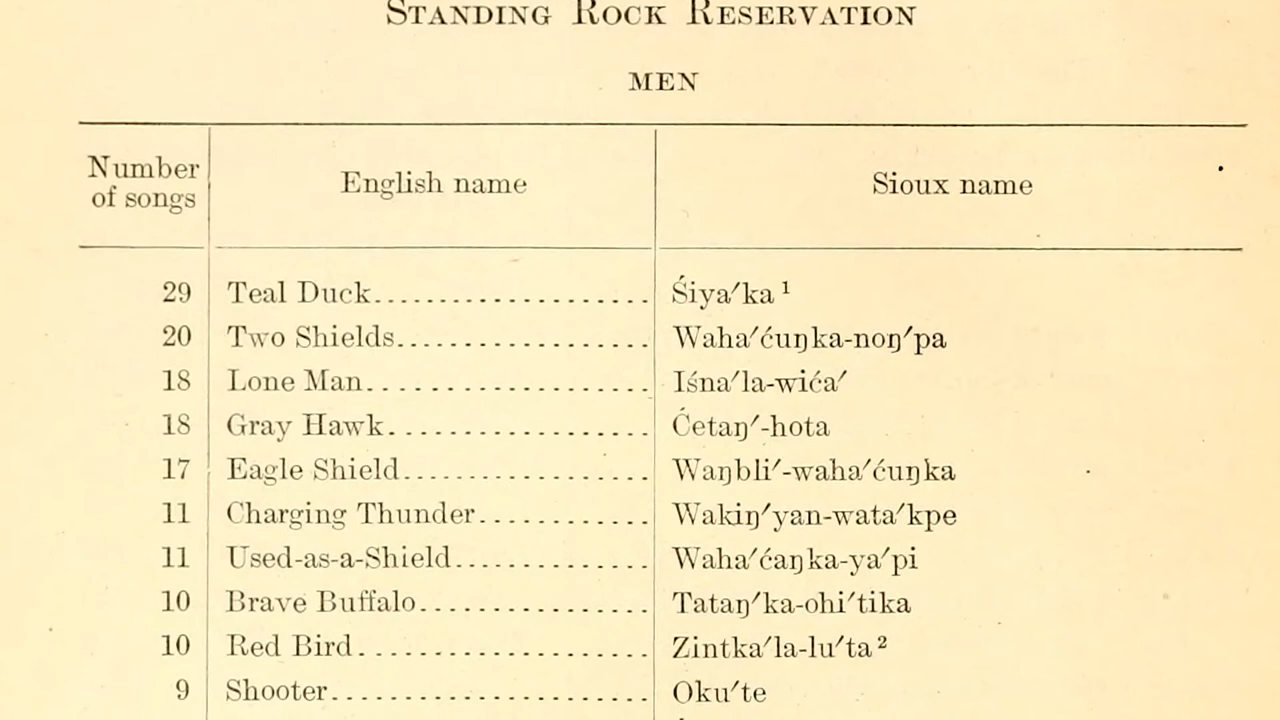 STANDING ROCK RESERVATION
MEN
Number of songs | English name | Sioux name
29 Teal Duck..................... Śiya′ka ¹
20 Two Shields................... Waha′ćuŋka-noŋ′pa
18 Lone Man..................... Iśna′la-wića′
18 Gray Hawk.................... Ćetaŋ′-hota
17 Eagle Shield................... Waŋbli′-waha′ćuŋka
11 Charging Thunder............. Wakiŋ′yan-wata′kpe
11 Used-as-a-Shield............... Waha′ćaŋka-ya′pi
10 Brave Buffalo................. Tataŋ′ka-ohi′tika
10 Red Bird...................... Zintka′la-lu′ta ²
9 Shooter........................ Oku′te